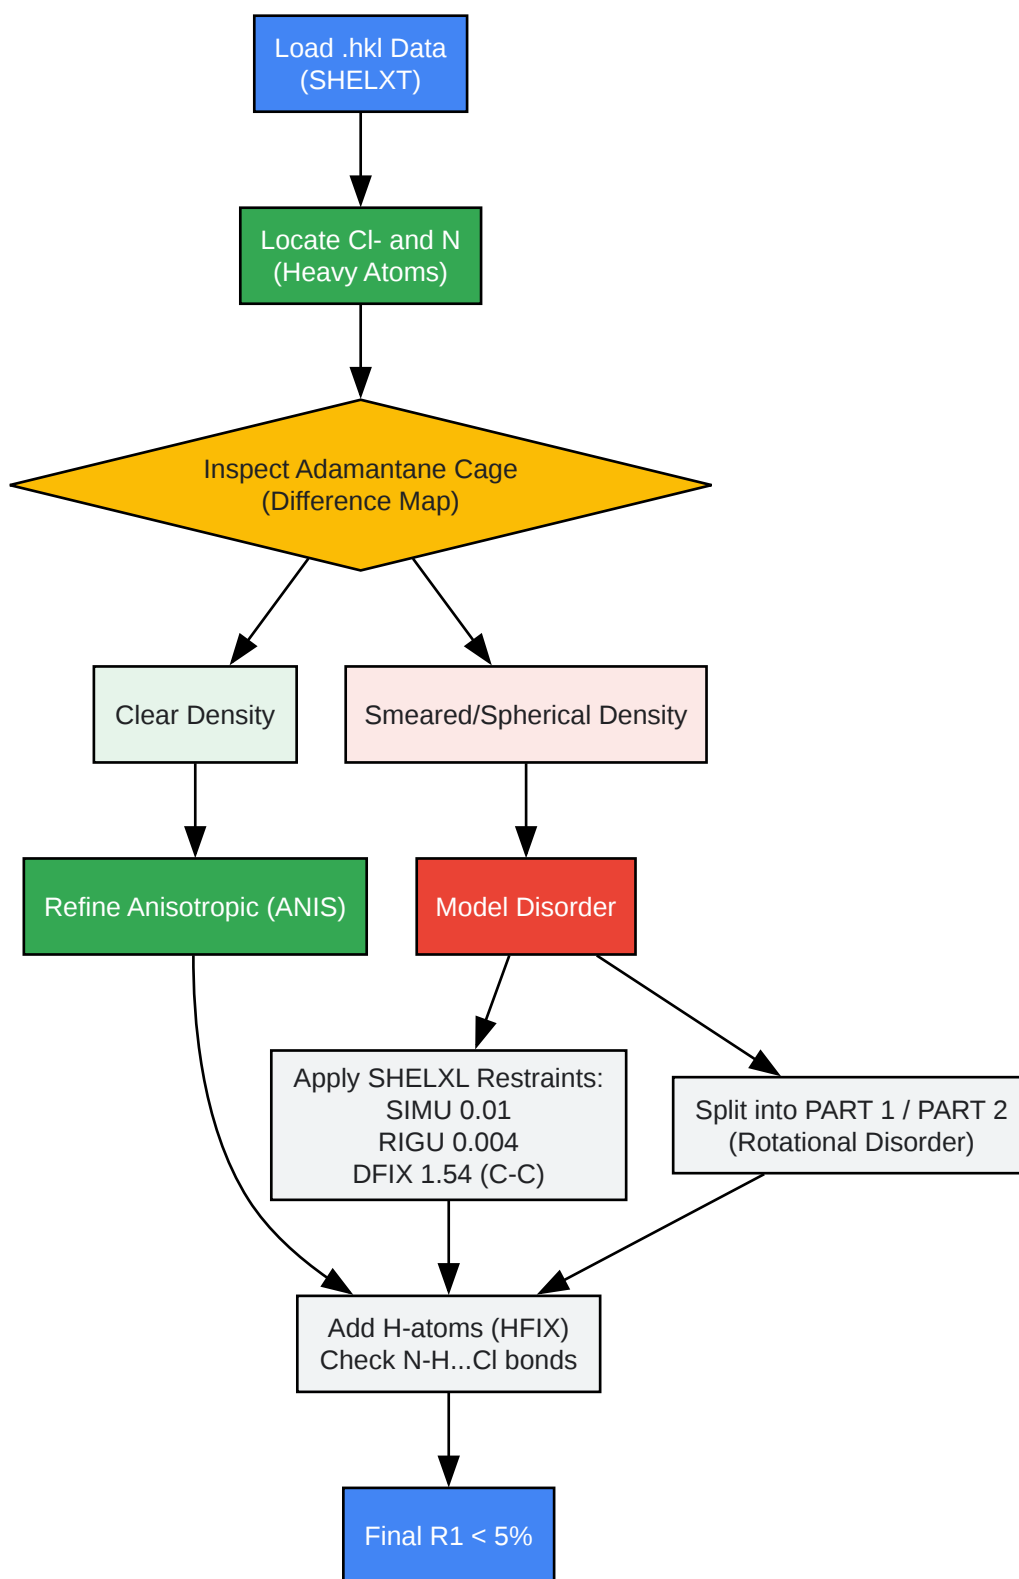 Load .hkl Data
(SHELXT)
Locate Cl- and N
(Heavy Atoms)
Inspect Adamantane Cage
(Difference Map)
Clear Density
Smeared/Spherical Density
Refine Anisotropic (ANIS)
Model Disorder
Apply SHELXL Restraints:
SIMU 0.01
RIGU 0.004
DFIX 1.54 (C-C)
Split into PART 1 / PART 2
(Rotational Disorder)
Add H-atoms (HFIX)
Check N-H...Cl bonds
Final R1 < 5%